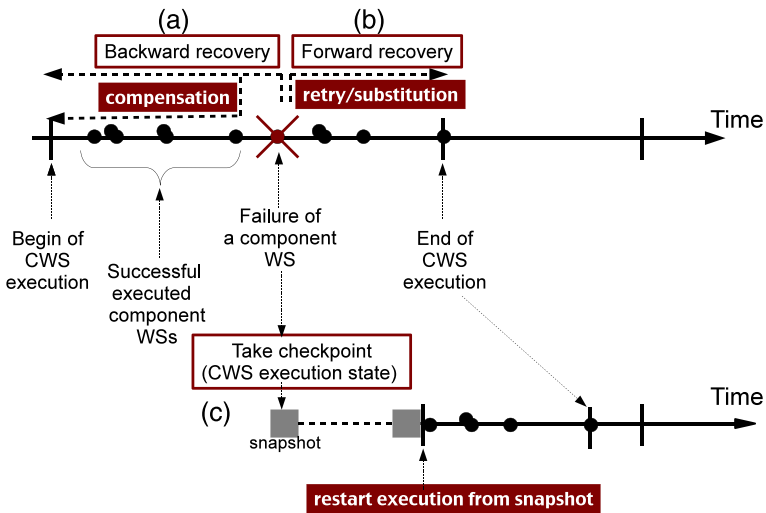 (a)
(b)
Backward recovery
Forward recovery
compensation
retry/substitution
Time
Begin of
CWS
execution
Successful
executed
component
WSs
Failure of
a component
WS
End of
CWS
execution
Take checkpoint
(CWS execution state)
(c)
Time
snapshot
restart execution from snapshot